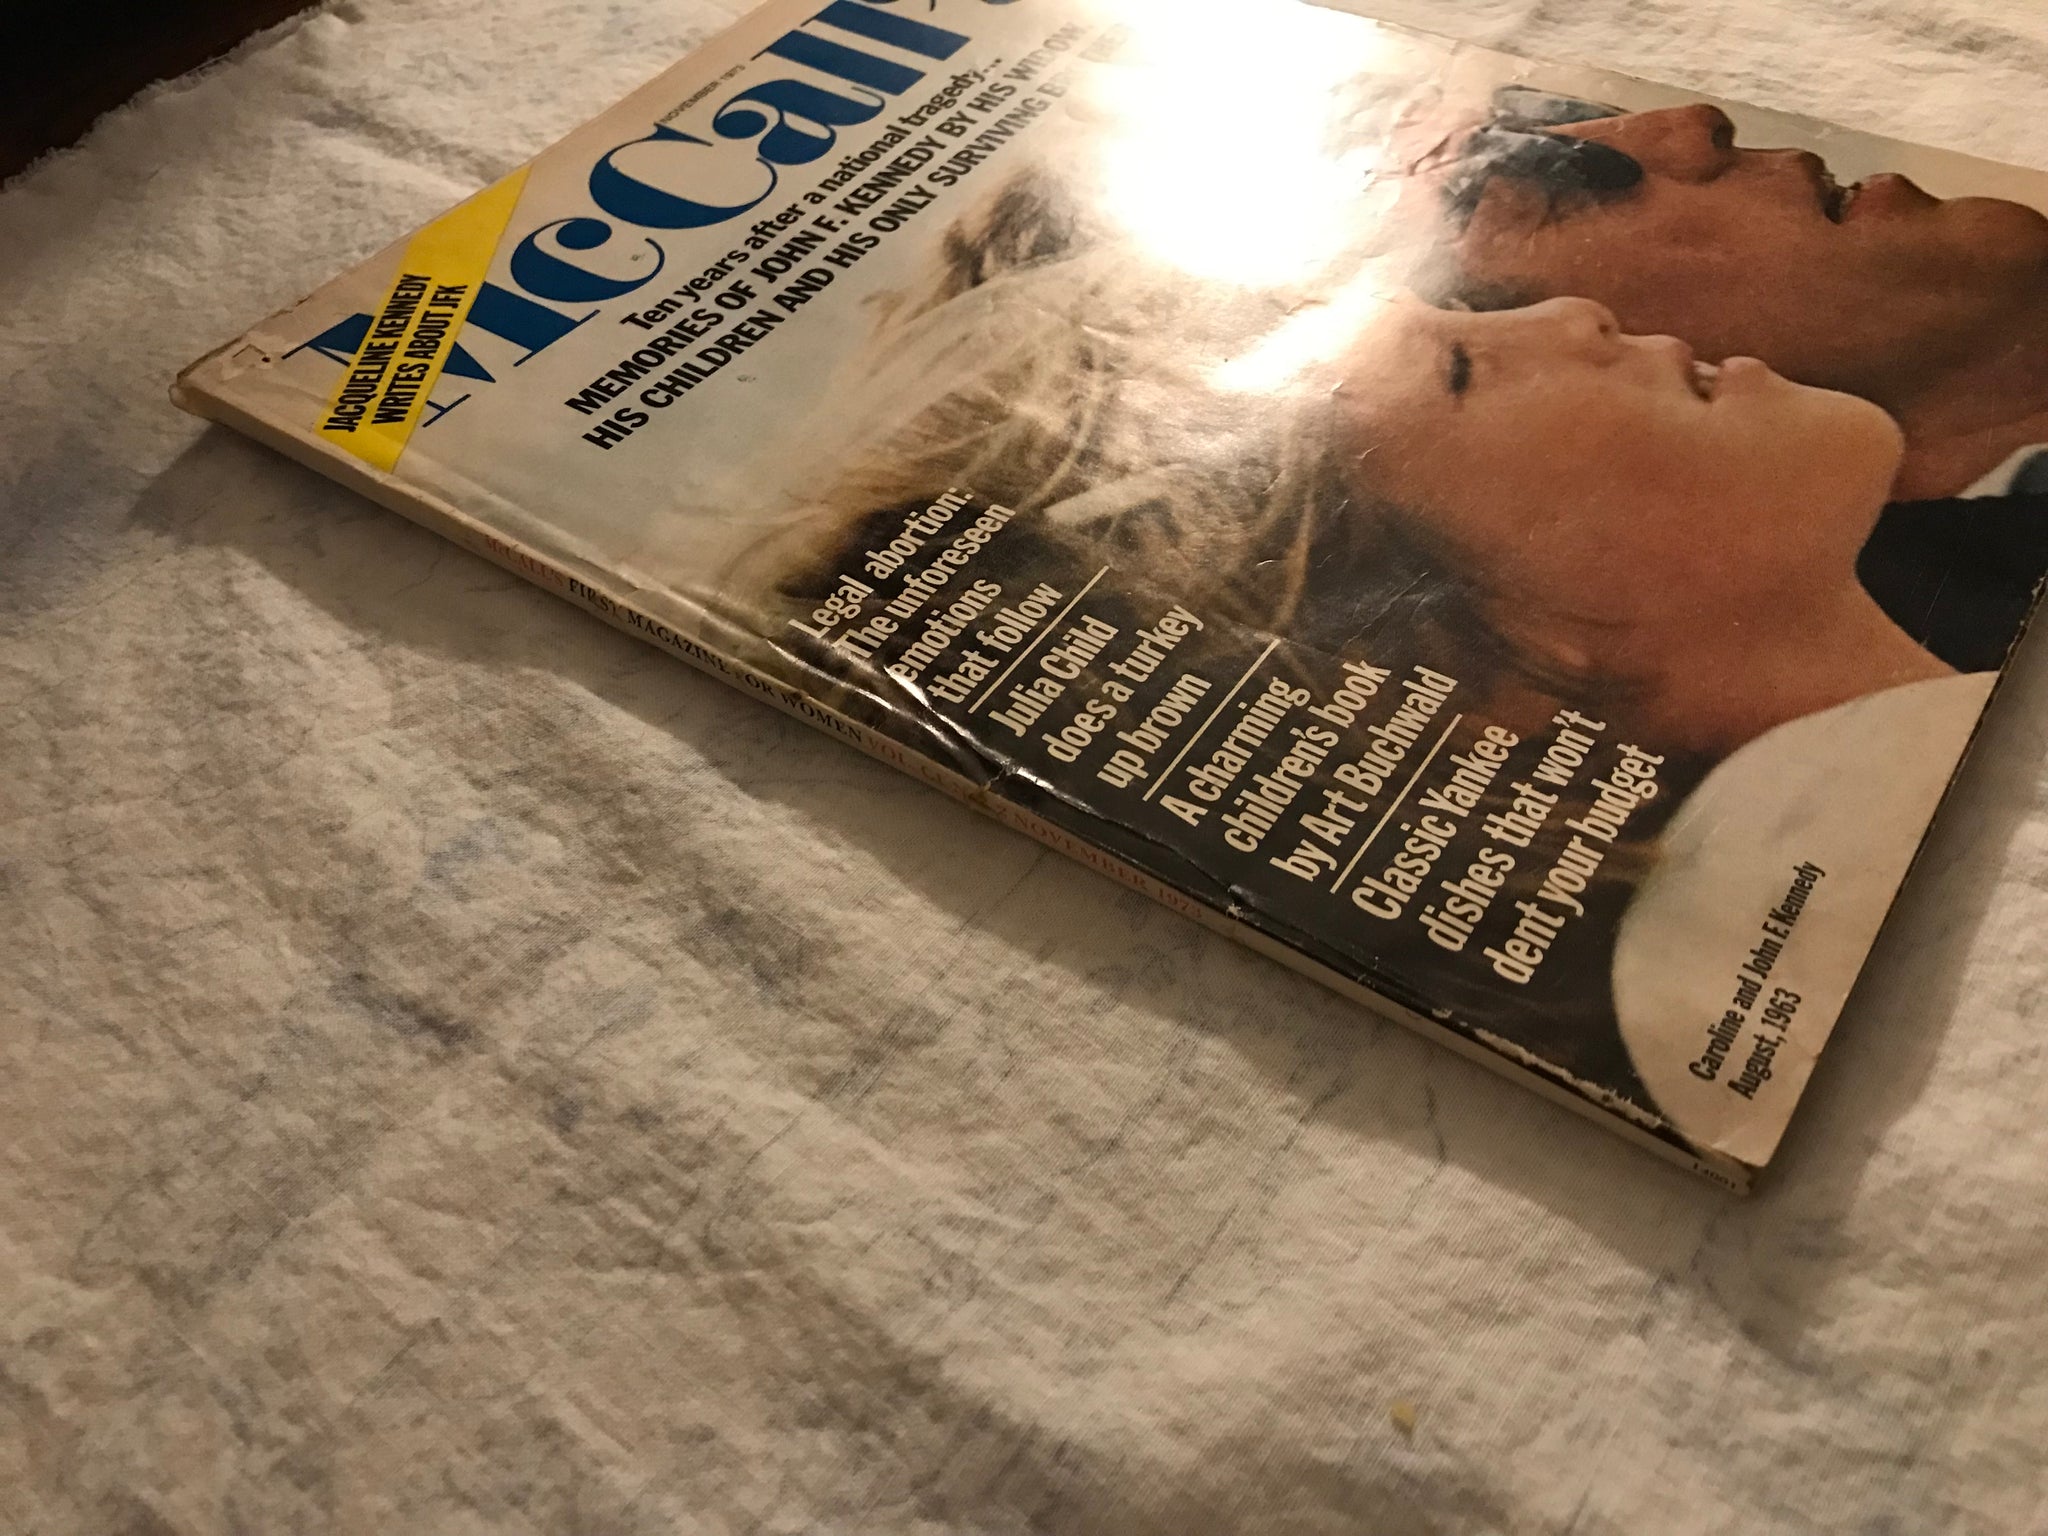 NOVEMBER 1973
McCall's
JACQUELINE KENNEDY
WRITES ABOUT JFK
Ten years after a national tragedy...
MEMORIES OF JOHN F. KENNEDY BY HIS WIDOW
HIS CHILDREN AND HIS ONLY SURVIVING
Legal abortion:
The unforeseen
emotions
that follow
Julia Child
does a turkey
up brown
A charming
children's book
by Art Buchwald
Classic Yankee
dishes that won't
dent your budget
Caroline and John F. Kennedy
August, 1963
McCALL'S FIRST MAGAZINE FOR WOMEN VOL. NOVEMBER 1973